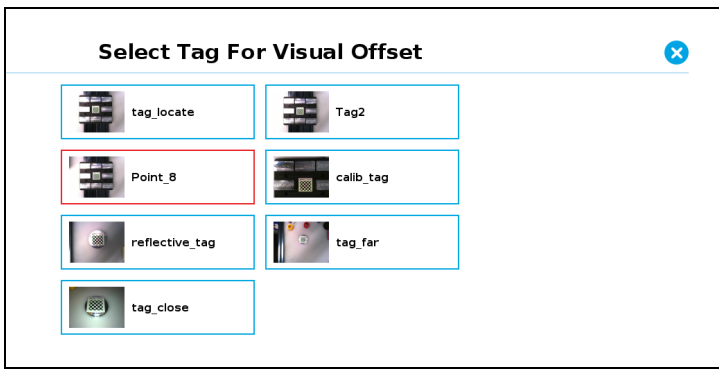 Select Tag For Visual Offset
tag_locate
Tag2
Point_8
calib_tag
reflective_tag
tag_far
tag_close